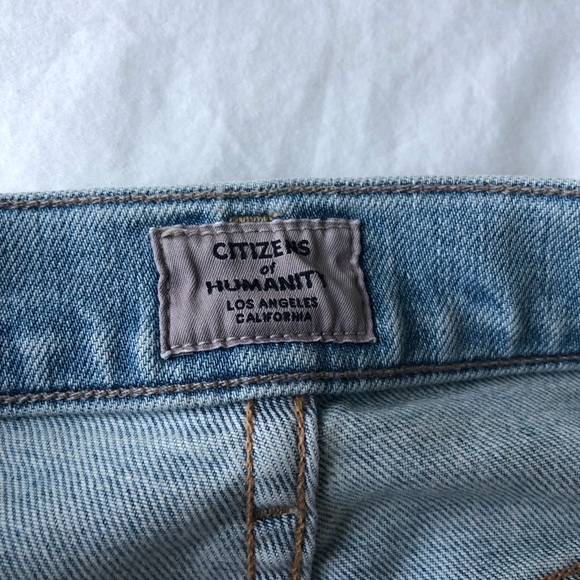 CITIZENS
of
HUMANITY
LOS ANGELES
CALIFORNIA